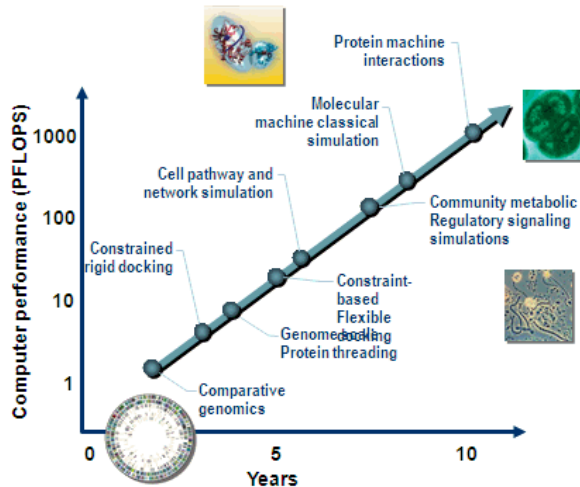 Protein machine
interactions
Molecular
machine classical
simulation
Cell pathway and
network simulation
Constrained
rigid docking
Community metabolic
Regulatory signaling
simulations
Constraint-
based
Flexible
docking
Genome scale
Protein threading
Comparative
genomics
Computer performance (PFLOPS)
1000
100
10
1
0
5
10
Years